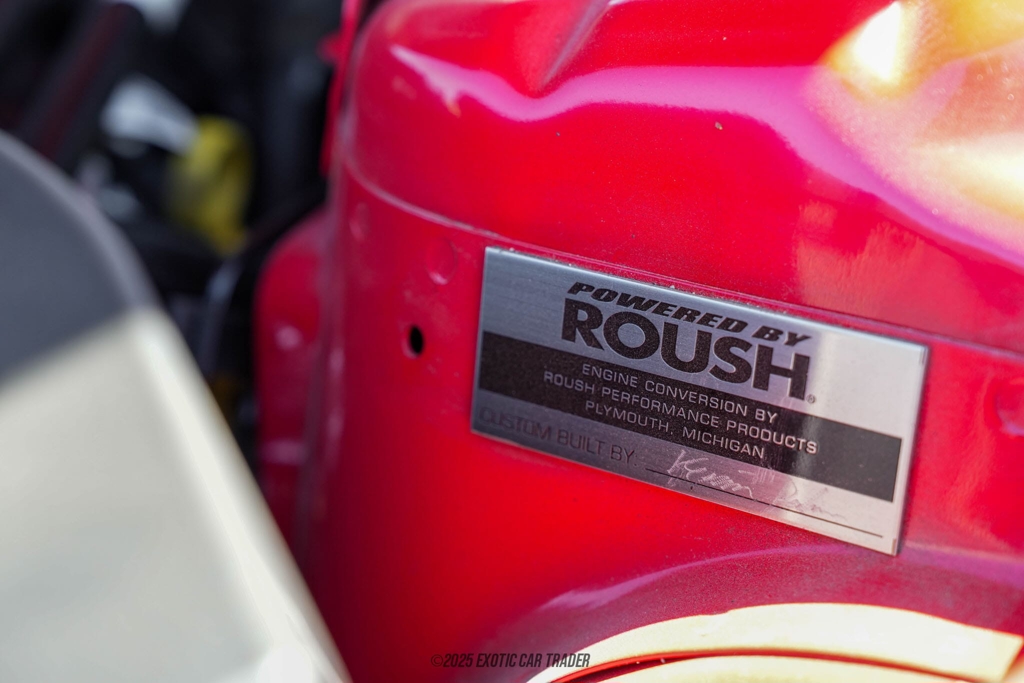 POWERED BY
ROUSH®
ENGINE CONVERSION BY
ROUSH PERFORMANCE PRODUCTS
PLYMOUTH, MICHIGAN
CUSTOM BUILT BY
©2025 EXOTIC CAR TRADER